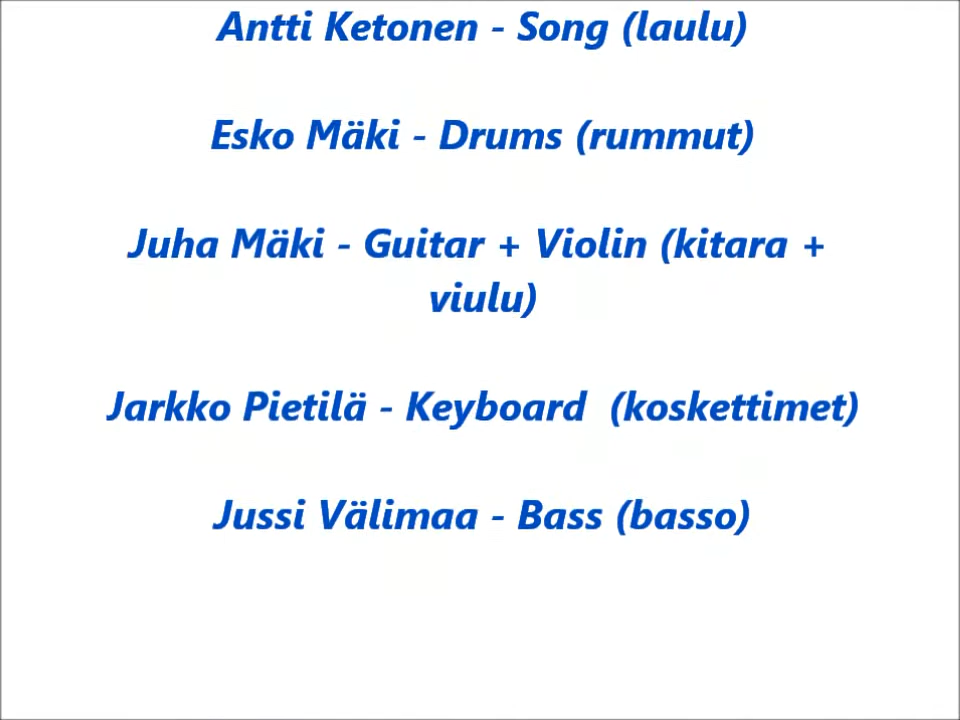 Antti Ketonen - Song (laulu)
Esko Mäki - Drums (rummut)
Juha Mäki - Guitar + Violin (kitara +
viulu)
Jarkko Pietilä - Keyboard  (koskettimet)
Jussi Välimaa - Bass (basso)